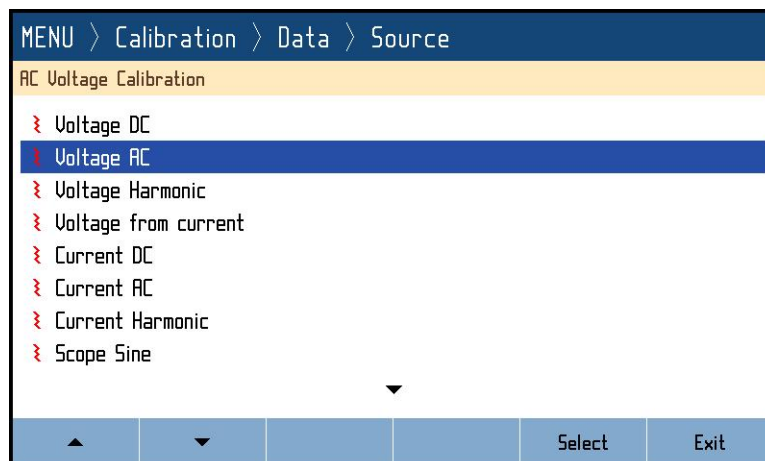 MENU > Calibration > Data > Source
AC Voltage Calibration
Voltage DC
Voltage AC
Voltage Harmonic
Voltage from current
Current DC
Current AC
Current Harmonic
Scope Sine
Select Exit